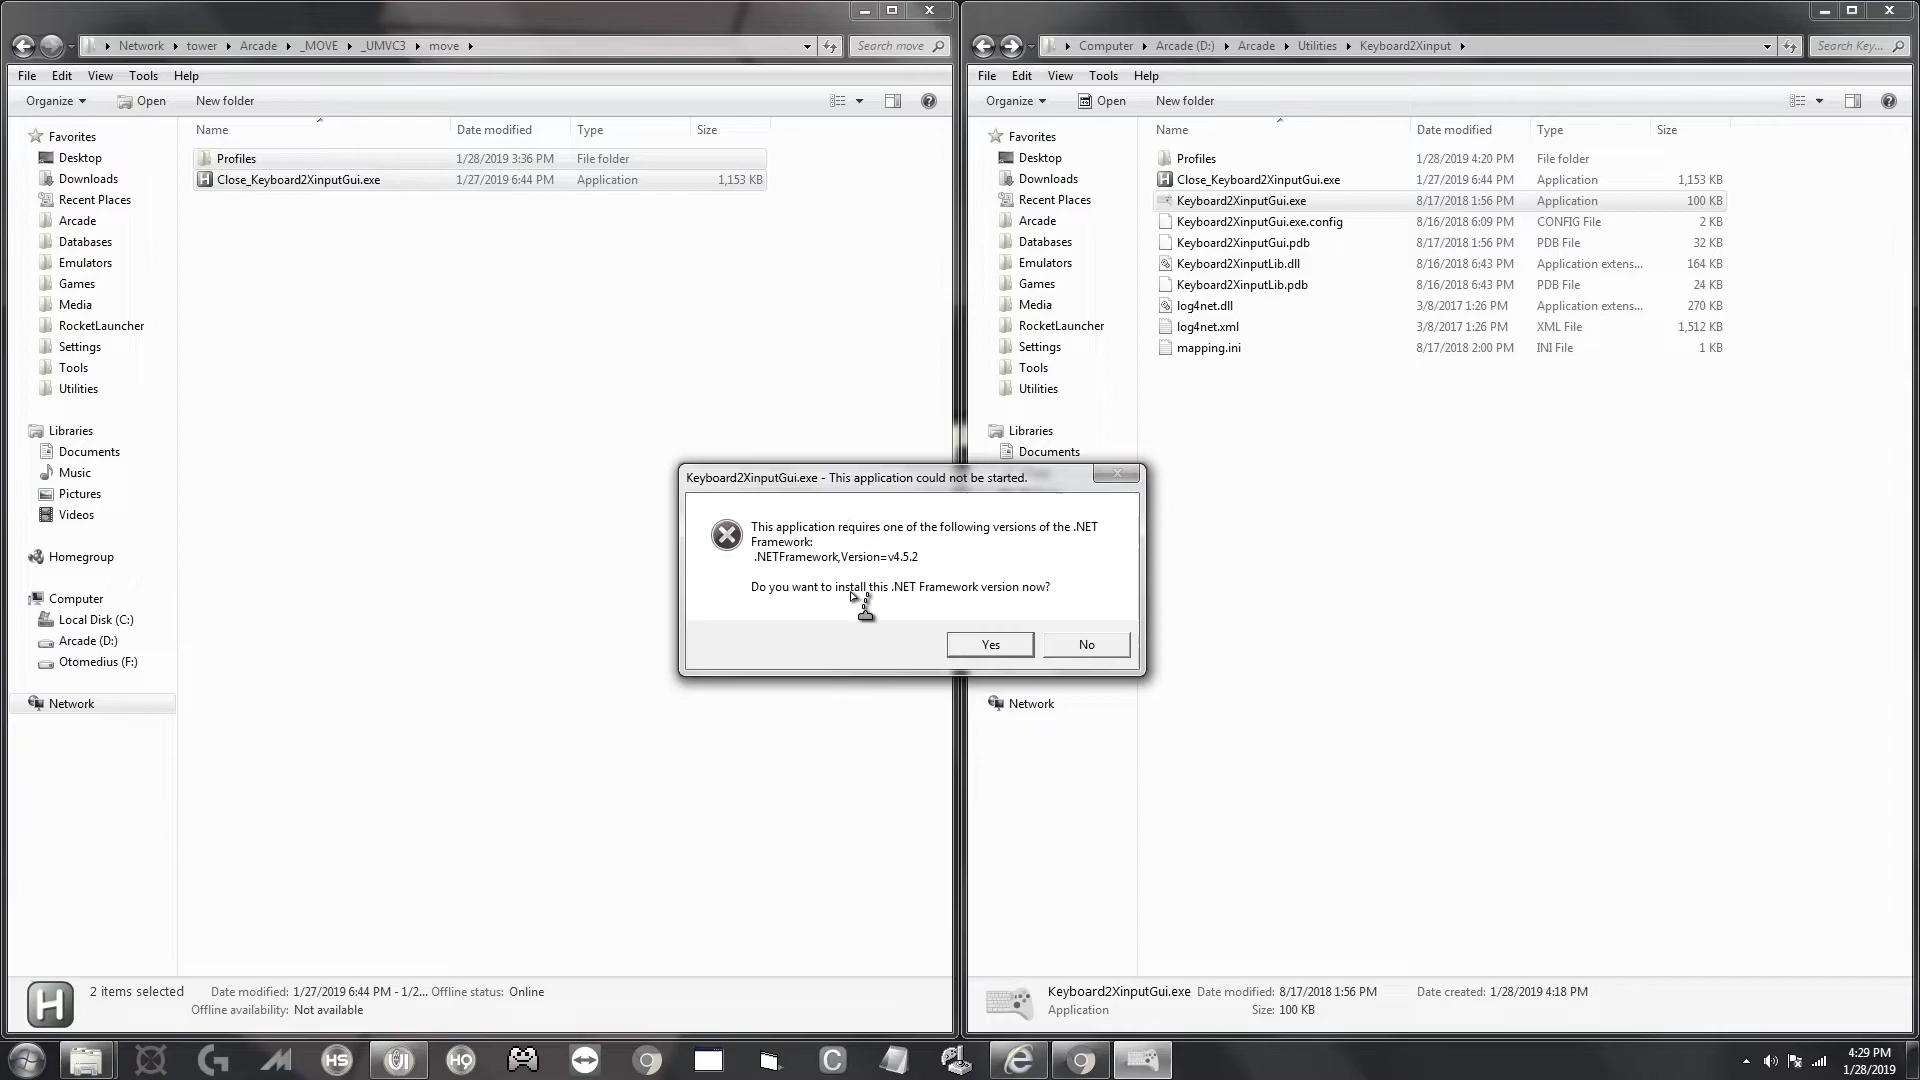 Network tower Arcade _MOVE _UMVC3 move
Search move
File Edit View Tools Help
Organize Open New folder
Name Date modified Type Size
Favorites
Desktop
Downloads
Recent Places
Arcade
Databases
Emulators
Games
Media
RocketLauncher
Settings
Tools
Utilities
Libraries
Documents
Music
Pictures
Videos
Homegroup
Computer
Local Disk (C:)
Arcade (D:)
Otomedius (F:)
Network
Profiles 1/28/2019 3:36 PM File folder
Close_Keyboard2XinputGui.exe 1/27/2019 6:44 PM Application 1,153 KB
2 items selected Date modified: 1/27/2019 6:44 PM - 1/2... Offline status: Online
Offline availability: Not available
Computer Arcade (D:) Arcade Utilities Keyboard2Xinput
Search Key...
File Edit View Tools Help
Organize Open New folder
Name Date modified Type Size
Favorites
Desktop
Downloads
Recent Places
Arcade
Databases
Emulators
Games
Media
RocketLauncher
Settings
Tools
Utilities
Libraries
Documents
Network
Profiles 1/28/2019 4:20 PM File folder
Close_Keyboard2XinputGui.exe 1/27/2019 6:44 PM Application 1,153 KB
Keyboard2XinputGui.exe 8/17/2018 1:56 PM Application 100 KB
Keyboard2XinputGui.exe.config 8/16/2018 6:09 PM CONFIG File 2 KB
Keyboard2XinputGui.pdb 8/17/2018 1:56 PM PDB File 32 KB
Keyboard2XinputLib.dll 8/16/2018 6:43 PM Application extens... 164 KB
Keyboard2XinputLib.pdb 8/16/2018 6:43 PM PDB File 24 KB
log4net.dll 3/8/2017 1:26 PM Application extens... 270 KB
log4net.xml 3/8/2017 1:26 PM XML File 1,512 KB
mapping.ini 8/17/2018 2:00 PM INI File 1 KB
Keyboard2XinputGui.exe Date modified: 8/17/2018 1:56 PM Date created: 1/28/2019 4:18 PM
Application Size: 100 KB
Keyboard2XinputGui.exe - This application could not be started.
This application requires one of the following versions of the .NET
Framework:
.NETFramework,Version=v4.5.2
Do you want to install this .NET Framework version now?
Yes No
H
HS
HQ
C
4:29 PM
1/28/2019